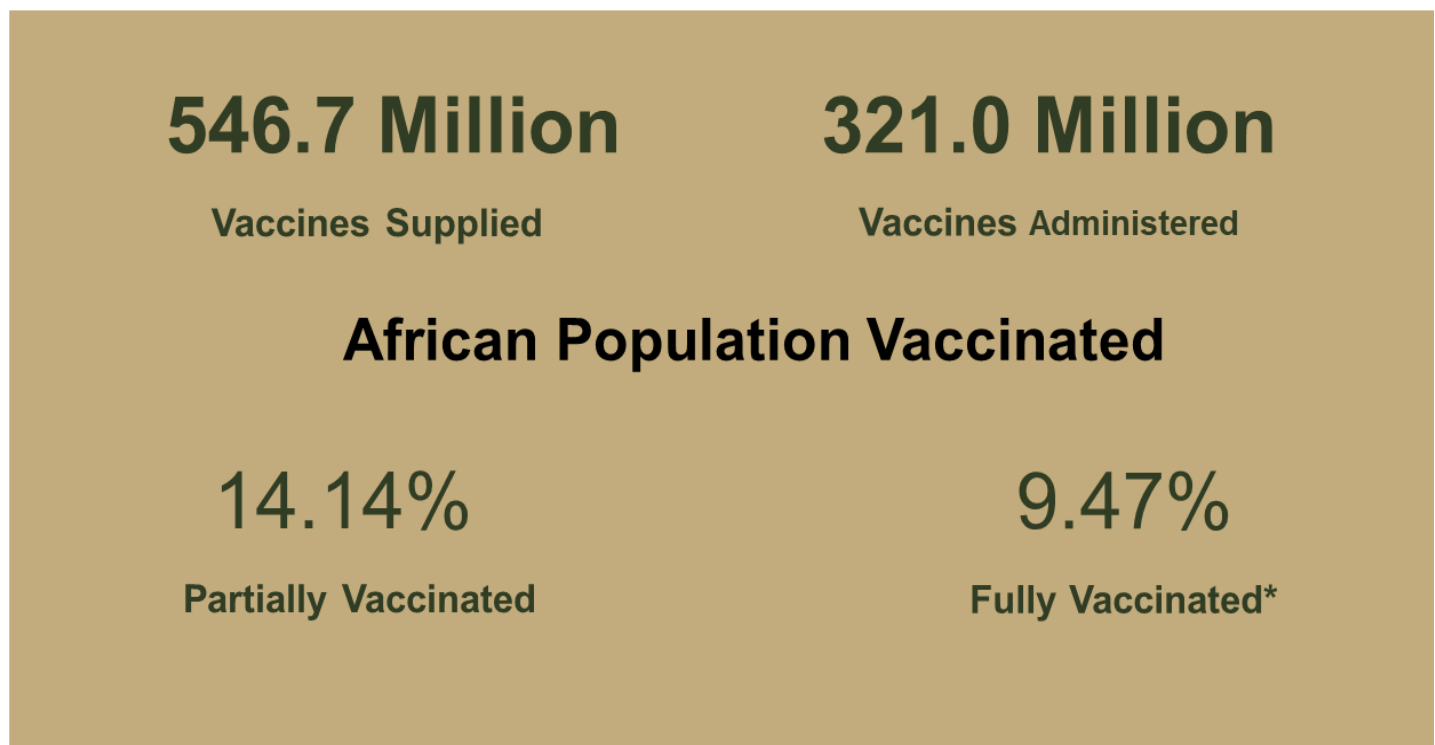 546.7 Million 321.0 Million
Vaccines Supplied Vaccines Administered
African Population Vaccinated
14.14% 9.47%
Partially Vaccinated Fully Vaccinated*